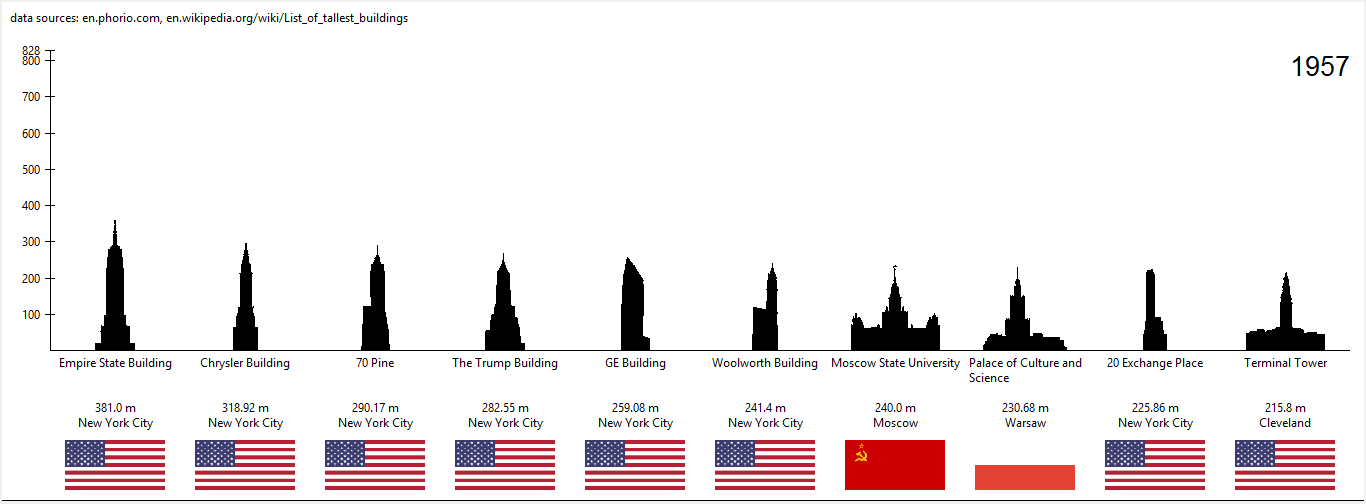 data sources: en.phorio.com, en.wikipedia.org/wiki/List_of_tallest_buildings
1957
828
800
700
600
500
400
300
200
100
Empire State Building
Chrysler Building
70 Pine
The Trump Building
GE Building
Woolworth Building
Moscow State University
Palace of Culture and
Science
20 Exchange Place
Terminal Tower
381.0 m
New York City
318.92 m
New York City
290.17 m
New York City
282.55 m
New York City
259.08 m
New York City
241.4 m
New York City
240.0 m
Moscow
230.68 m
Warsaw
225.86 m
New York City
215.8 m
Cleveland